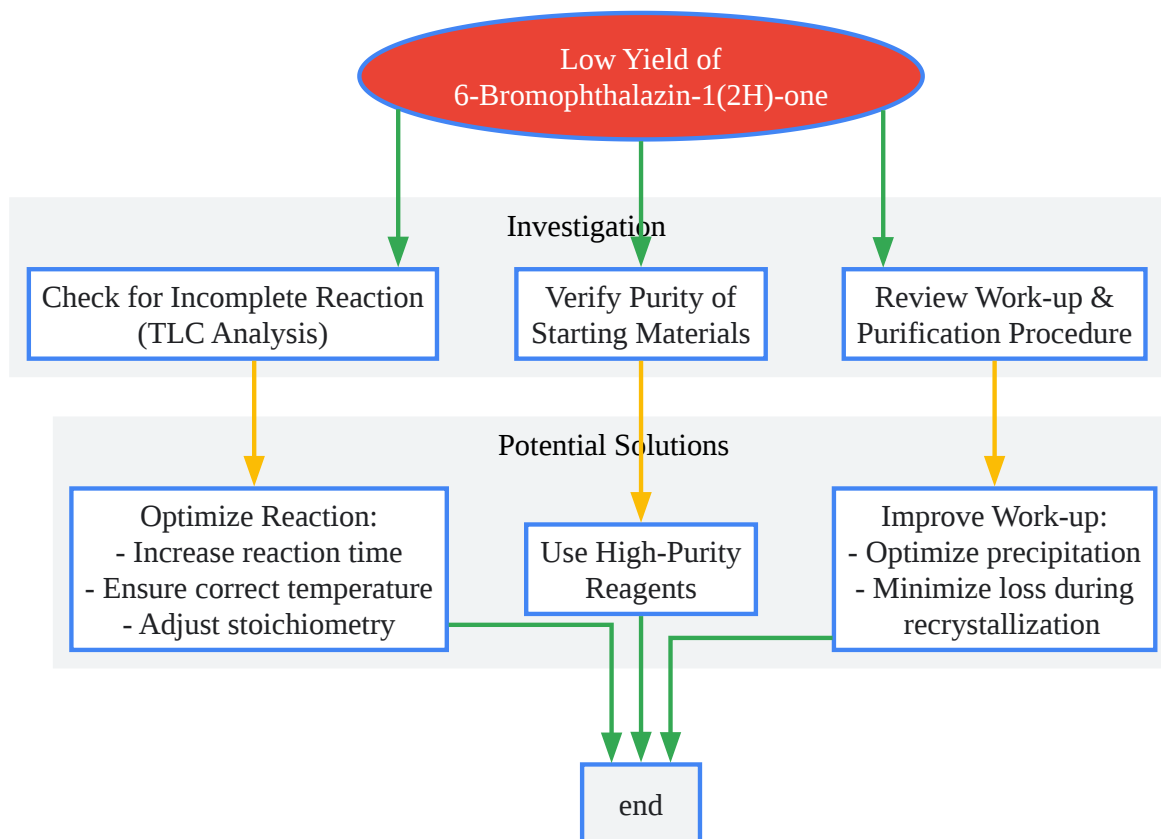 Low Yield of
6-Bromophthalazin-1(2H)-one
Investigation
Check for Incomplete Reaction
(TLC Analysis)
Verify Purity of
Starting Materials
Review Work-up &
Purification Procedure
Potential Solutions
Optimize Reaction:
- Increase reaction time
- Ensure correct temperature
- Adjust stoichiometry
Use High-Purity
Reagents
Improve Work-up:
- Optimize precipitation
- Minimize loss during
recrystallization
end